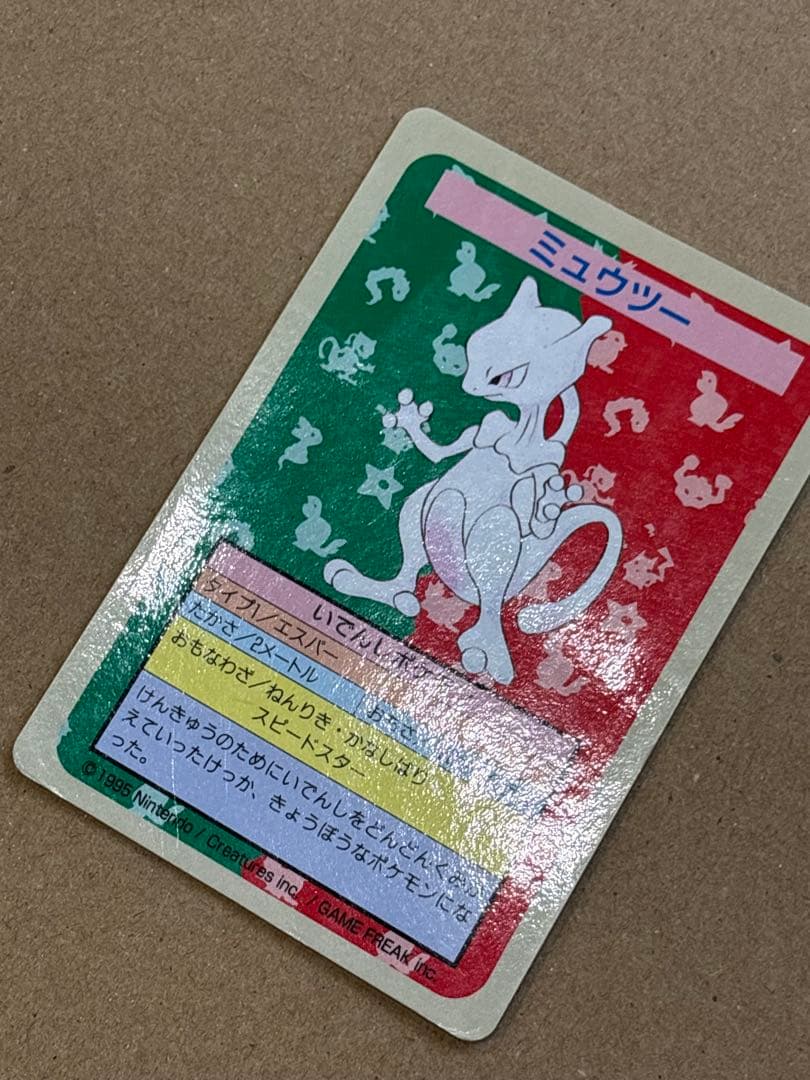 ミュウツー
いでんしポケ
タイプ1/エスパー
たかさ/2メートル おもさ
おもなわざ/ねんりき・かなしばり
スピードスター
けんきゅうのためにいでんしをどんどんくみ
えていったけっか、きょうぼうなポケモンにな
った。
©1995 Nintendo / Creatures inc. / GAME FREAK inc.